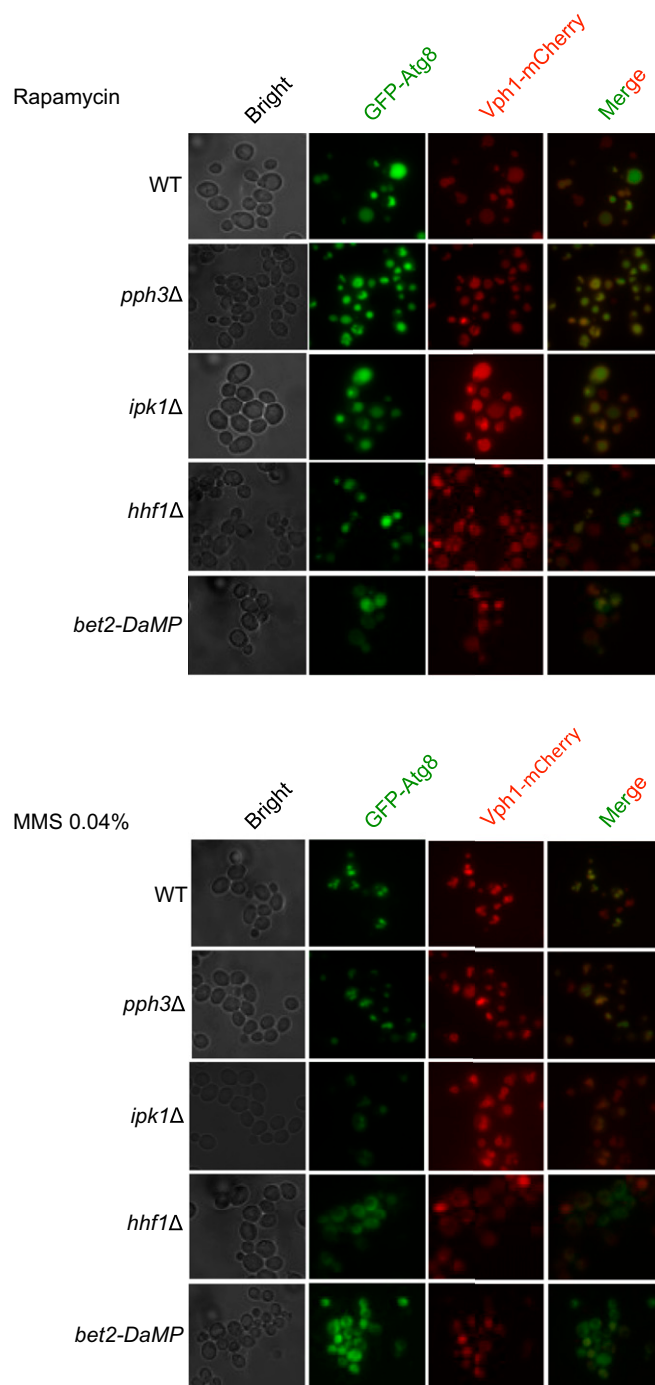 Rapamycin
Bright
GFP-Atg8
Vph1-mCherry
Merge
WT
pph3Δ
ipk1Δ
hhf1Δ
bet2-DaMP
MMS 0.04%
Bright
GFP-Atg8
Vph1-mCherry
Merge
WT
pph3Δ
ipk1Δ
hhf1Δ
bet2-DaMP